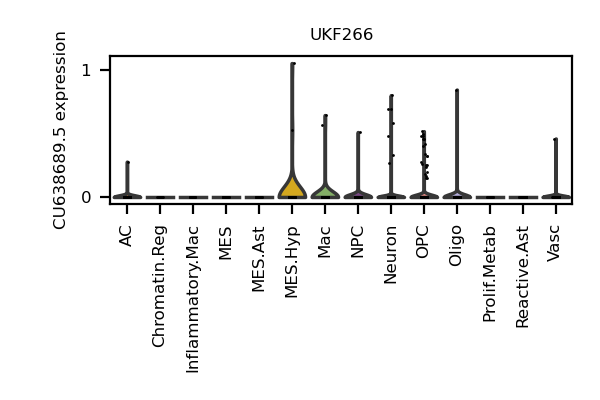 UKF266
CU638689.5 expression
1
0
AC
Chromatin.Reg
Inflammatory.Mac
MES
MES.Ast
MES.Hyp
Mac
NPC
Neuron
OPC
Oligo
Prolif.Metab
Reactive.Ast
Vasc